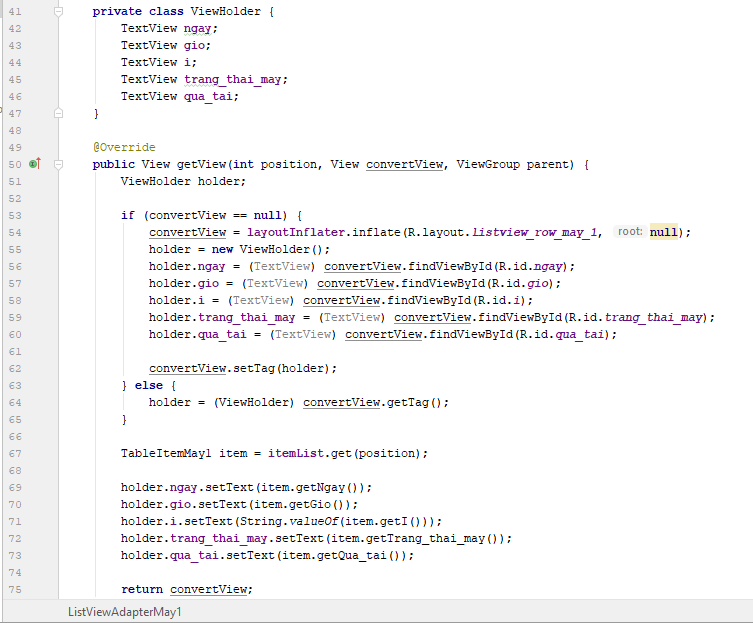 41 private class ViewHolder {
42 TextView ngay;
43 TextView gio;
44 TextView i;
45 TextView trang_thai_may;
46 TextView qua_tai;
47 }
48
49 @Override
50 public View getView(int position, View convertView, ViewGroup parent) {
51 ViewHolder holder;
52
53 if (convertView == null) {
54 convertView = layoutInflater.inflate(R.layout.listview_row_may_1, root: null);
55 holder = new ViewHolder();
56 holder.ngay = (TextView) convertView.findViewById(R.id.ngay);
57 holder.gio = (TextView) convertView.findViewById(R.id.gio);
58 holder.i = (TextView) convertView.findViewById(R.id.i);
59 holder.trang_thai_may = (TextView) convertView.findViewById(R.id.trang_thai_may);
60 holder.qua_tai = (TextView) convertView.findViewById(R.id.qua_tai);
61
62 convertView.setTag(holder);
63 } else {
64 holder = (ViewHolder) convertView.getTag();
65 }
66
67 TableItemMay1 item = itemList.get(position);
68
69 holder.ngay.setText(item.getNgay());
70 holder.gio.setText(item.getGio());
71 holder.i.setText(String.valueOf(item.getI()));
72 holder.trang_thai_may.setText(item.getTrang_thai_may());
73 holder.qua_tai.setText(item.getQua_tai());
74
75 return convertView;
ListViewAdapterMay1